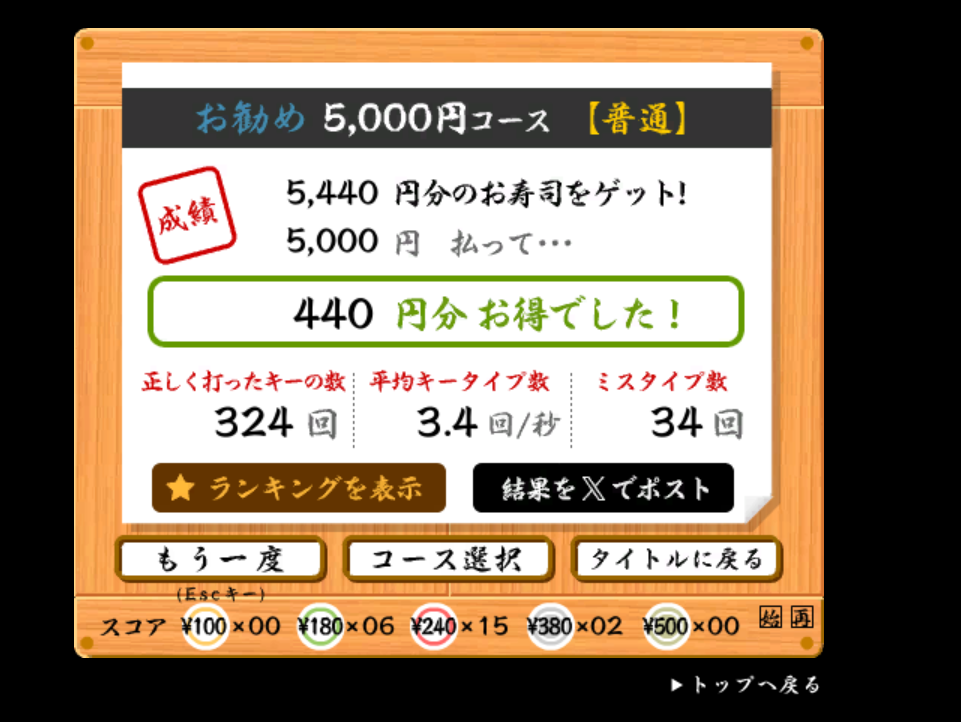 お勧め 5,000円コース 【普通】
成績
5,440 円分のお寿司をゲット!
5,000 円 払って・・・
440 円分 お得でした！
正しく打ったキーの数 平均キータイプ数 ミスタイプ数
324 回 3.4 回/秒 34 回
★ ランキングを表示 結果を𝕏でポスト
もう一度 コース選択 タイトルに戻る
(Escキー)
スコア ¥100×00 ¥180×06 ¥240×15 ¥380×02 ¥500×00 始 再
▶トップへ戻る